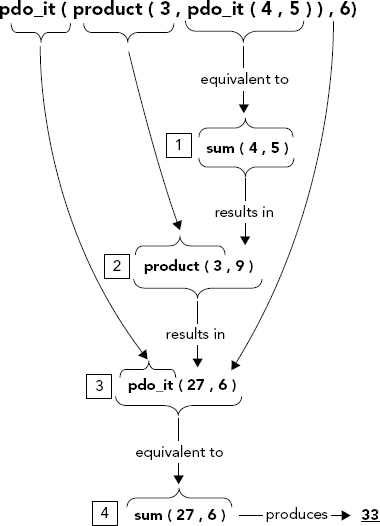 pdo_it ( product ( 3 , pdo_it ( 4 , 5 ) ) , 6)
equivalent to
1 sum ( 4 , 5 )
results in
2 product ( 3 , 9 )
results in
3 pdo_it ( 27 , 6 )
equivalent to
4 sum ( 27 , 6 ) produces 33